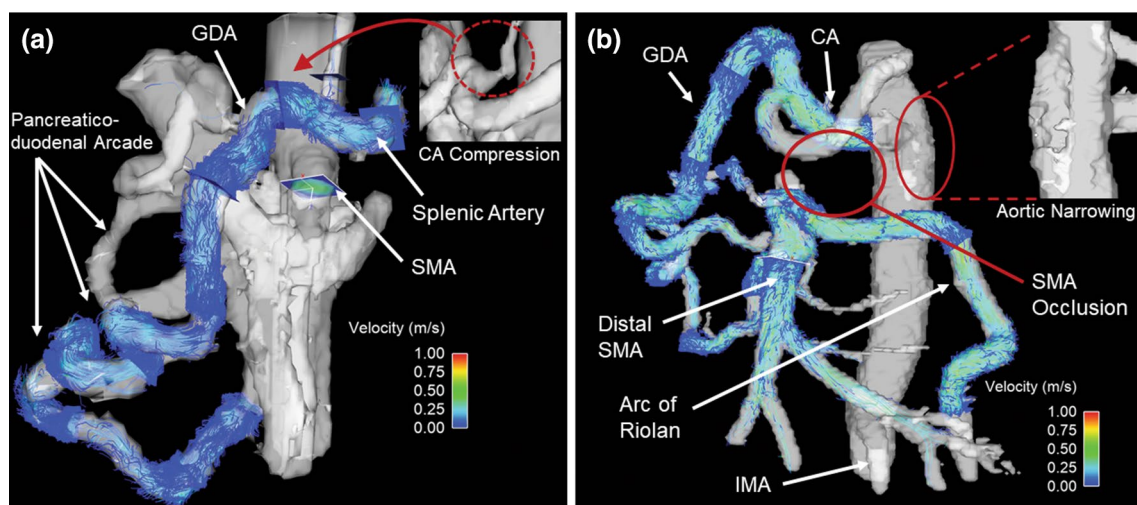 (a)
GDA
CA Compression
Pancreatico-
duodenal Arcade
Splenic Artery
SMA
Velocity (m/s)
1.00
0.75
0.50
0.25
0.00
(b)
CA
GDA
Aortic Narrowing
SMA
Occlusion
Distal
SMA
Arc of
Riolan
IMA
Velocity (m/s)
1.00
0.75
0.50
0.25
0.00